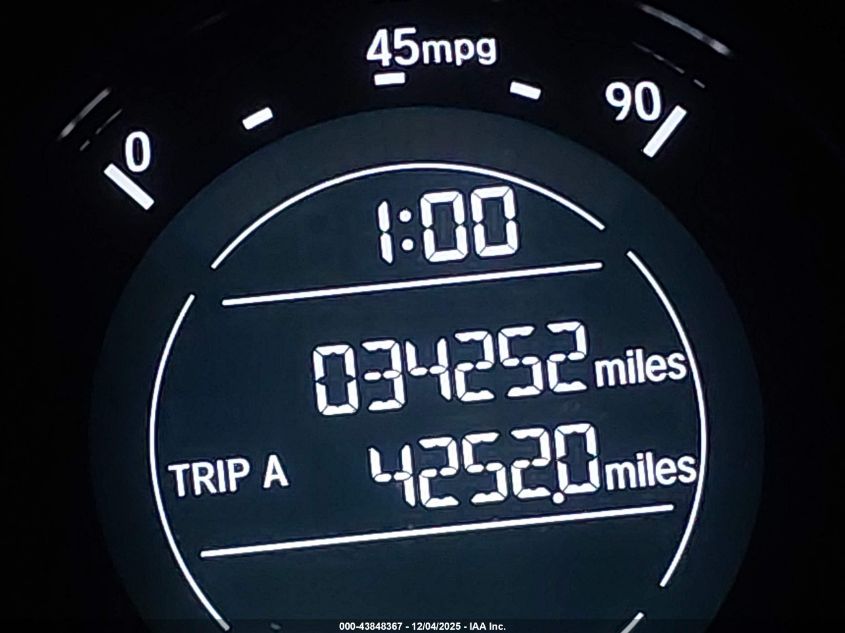 45mpg
0
90
1:00
034252 miles
TRIP A 4252.0 miles
000-43848367 - 12/04/2025 - IAA Inc.